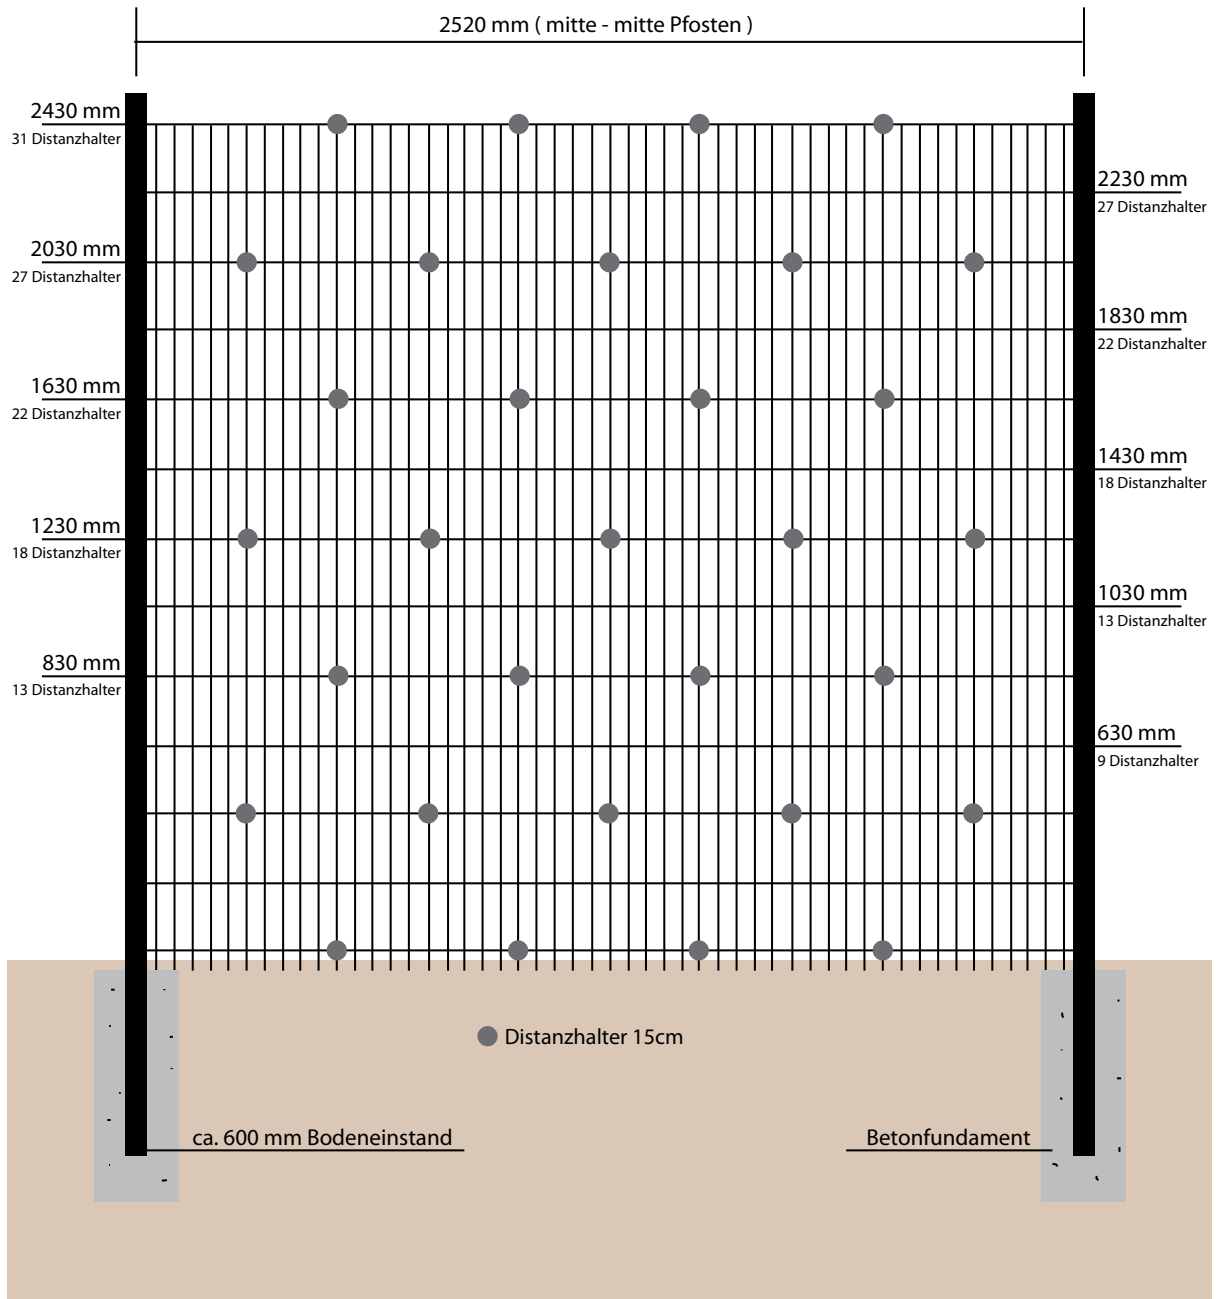 2520 mm ( mitte - mitte Pfosten )
2430 mm
31 Distanzhalter
2230 mm
27 Distanzhalter
2030 mm
27 Distanzhalter
1830 mm
22 Distanzhalter
1630 mm
22 Distanzhalter
1430 mm
18 Distanzhalter
1230 mm
18 Distanzhalter
1030 mm
13 Distanzhalter
830 mm
13 Distanzhalter
630 mm
9 Distanzhalter
Distanzhalter 15cm
ca. 600 mm Bodeneinstand
Betonfundament